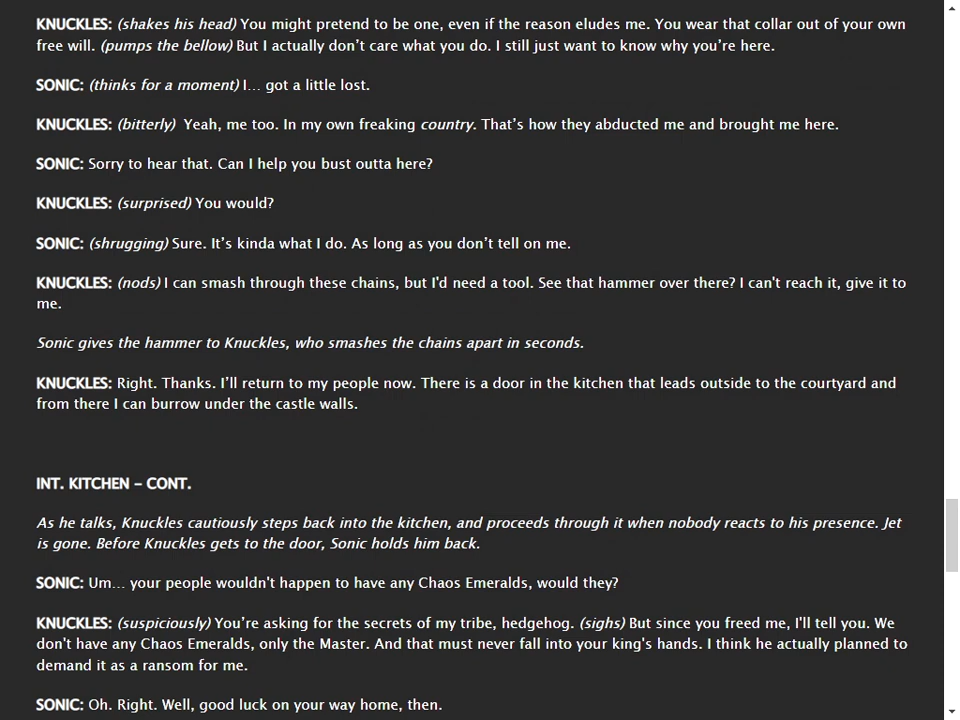 KNUCKLES: (shakes his head) You might pretend to be one, even if the reason eludes me. You wear that collar out of your own
free will. (pumps the bellow) But I actually don’t care what you do. I still just want to know why you’re here.
SONIC: (thinks for a moment) I… got a little lost.
KNUCKLES: (bitterly)  Yeah, me too. In my own freaking country. That’s how they abducted me and brought me here.
SONIC: Sorry to hear that. Can I help you bust outta here?
KNUCKLES: (surprised) You would?
SONIC: (shrugging) Sure. It’s kinda what I do. As long as you don’t tell on me.
KNUCKLES: (nods) I can smash through these chains, but I'd need a tool. See that hammer over there? I can't reach it, give it to
me.
Sonic gives the hammer to Knuckles, who smashes the chains apart in seconds.
KNUCKLES: Right. Thanks. I’ll return to my people now. There is a door in the kitchen that leads outside to the courtyard and
from there I can burrow under the castle walls.
INT. KITCHEN – CONT.
As he talks, Knuckles cautiously steps back into the kitchen, and proceeds through it when nobody reacts to his presence. Jet
is gone. Before Knuckles gets to the door, Sonic holds him back.
SONIC: Um… your people wouldn't happen to have any Chaos Emeralds, would they?
KNUCKLES: (suspiciously) You’re asking for the secrets of my tribe, hedgehog. (sighs) But since you freed me, I'll tell you. We
don't have any Chaos Emeralds, only the Master. And that must never fall into your king's hands. I think he actually planned to
demand it as a ransom for me.
SONIC: Oh. Right. Well, good luck on your way home, then.